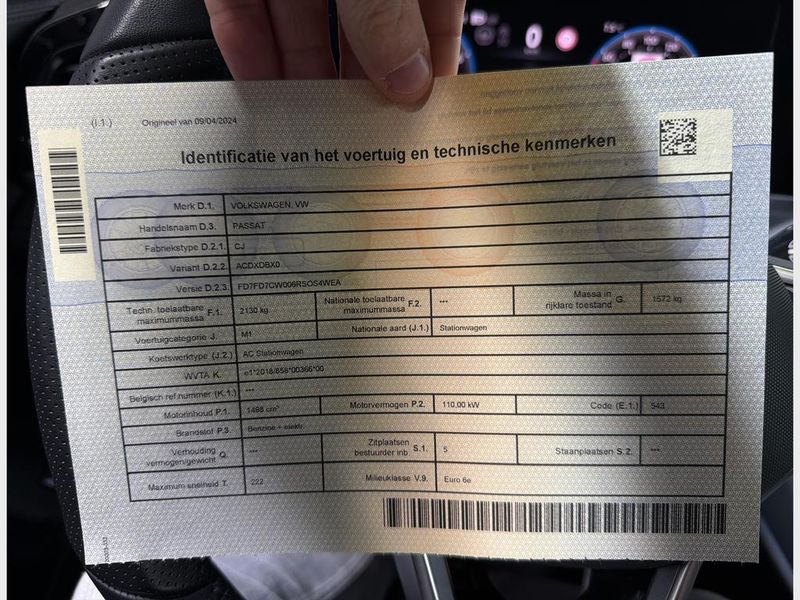 (I.1.) Origineel van 09/04/2024
Identificatie van het voertuig en technische kenmerken
Merk D.1. VOLKSWAGEN, VW
Handelsnaam D.3. PASSAT
Fabriekstype D.2.1. CJ
Variant D.2.2. ACDXDBX0
Versie D.2.3. FD7FD7CW006RSOS4WEA
Techn. toelaatbare maximummassa F.1. 2130 kg Nationale toelaatbare maximummassa F.2. *** Massa in rijklare toestand G. 1572 kg
Voertuigcategorie J. M1 Nationale aard (J.1.) Stationwagen
Koetswerktype (J.2.) AC Stationwagen
WVTA K. e1*2018/858*00366*00
Belgisch ref.nummer (K.1.) ***
Motorinhoud P.1. 1498 cm³ Motorvermogen P.2. 110.00 kW Code (E.1.) 543
Brandstof P.3. Benzine + elektr.
Verhouding vermogen/gewicht Q. *** Zitplaatsen bestuurder inb. S.1. 5 Staanplaatsen S.2. ***
Maximum snelheid T. 222 Milieuklasse V.9. Euro 6e